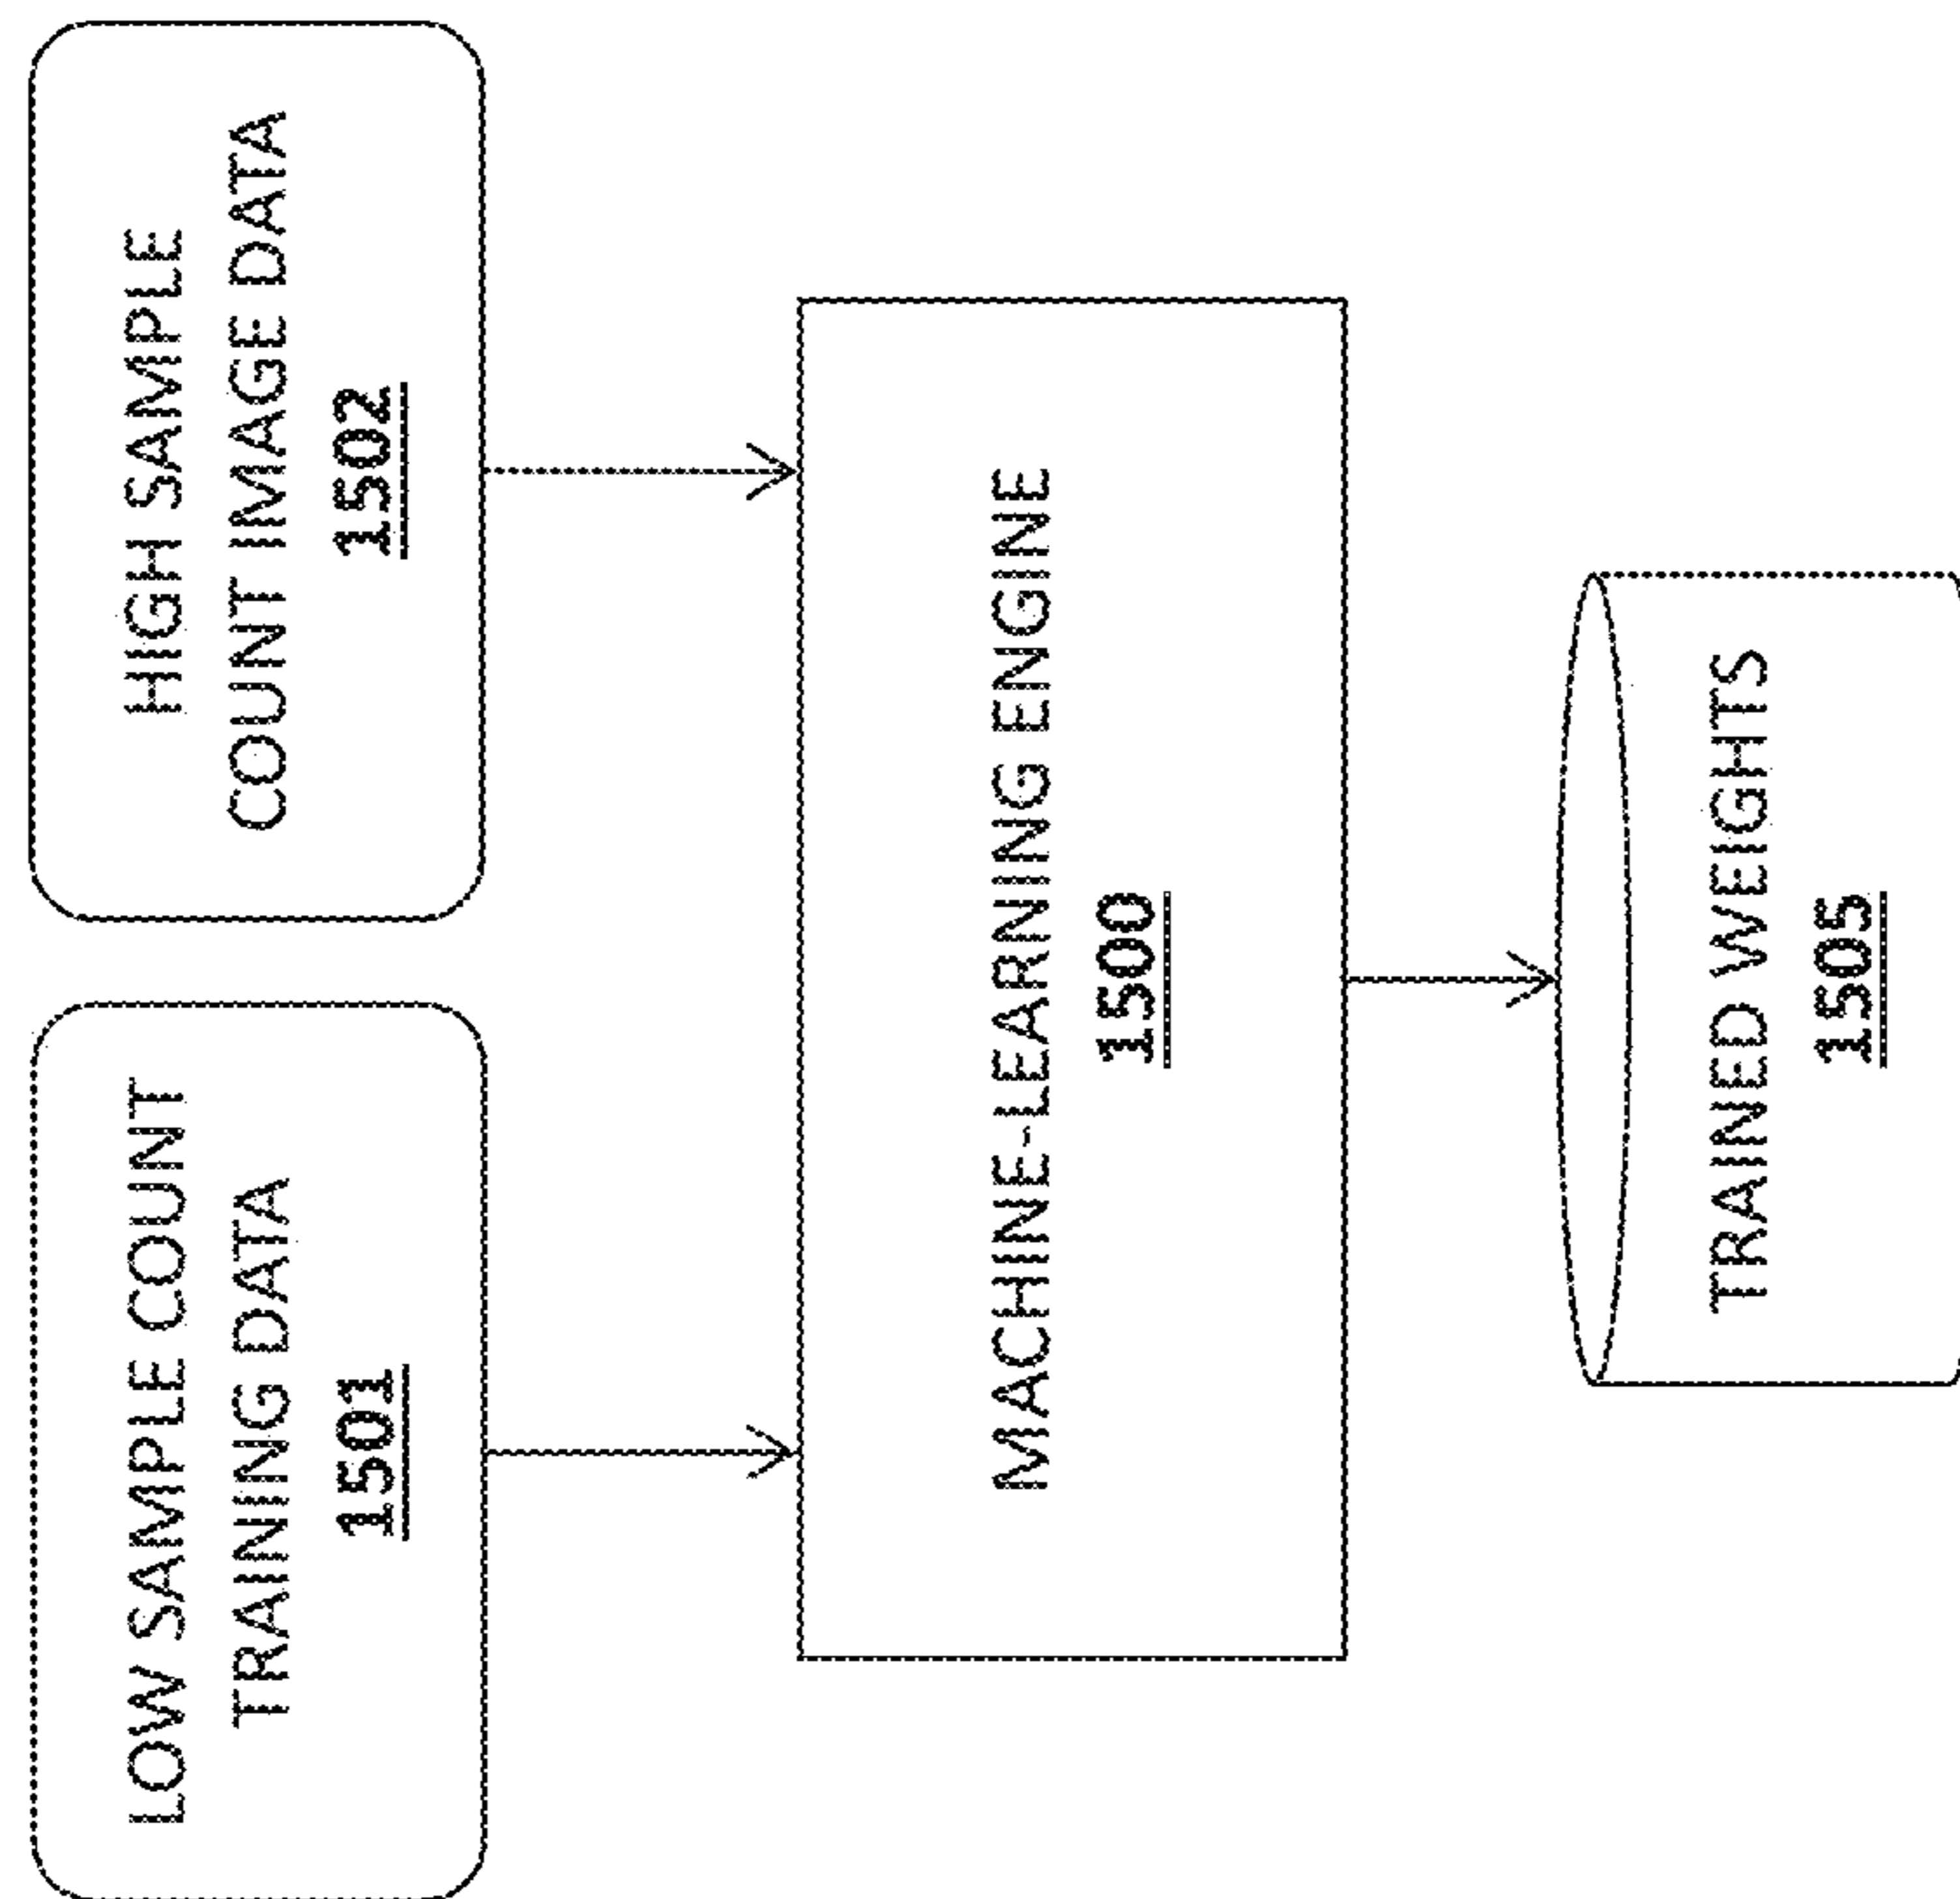 LOW SAMPLE COUNT
TRAINING DATA
1501
HIGH SAMPLE
COUNT IMAGE DATA
1502
MACHINE-LEARNING ENGINE
1500
TRAINED WEIGHTS
1505